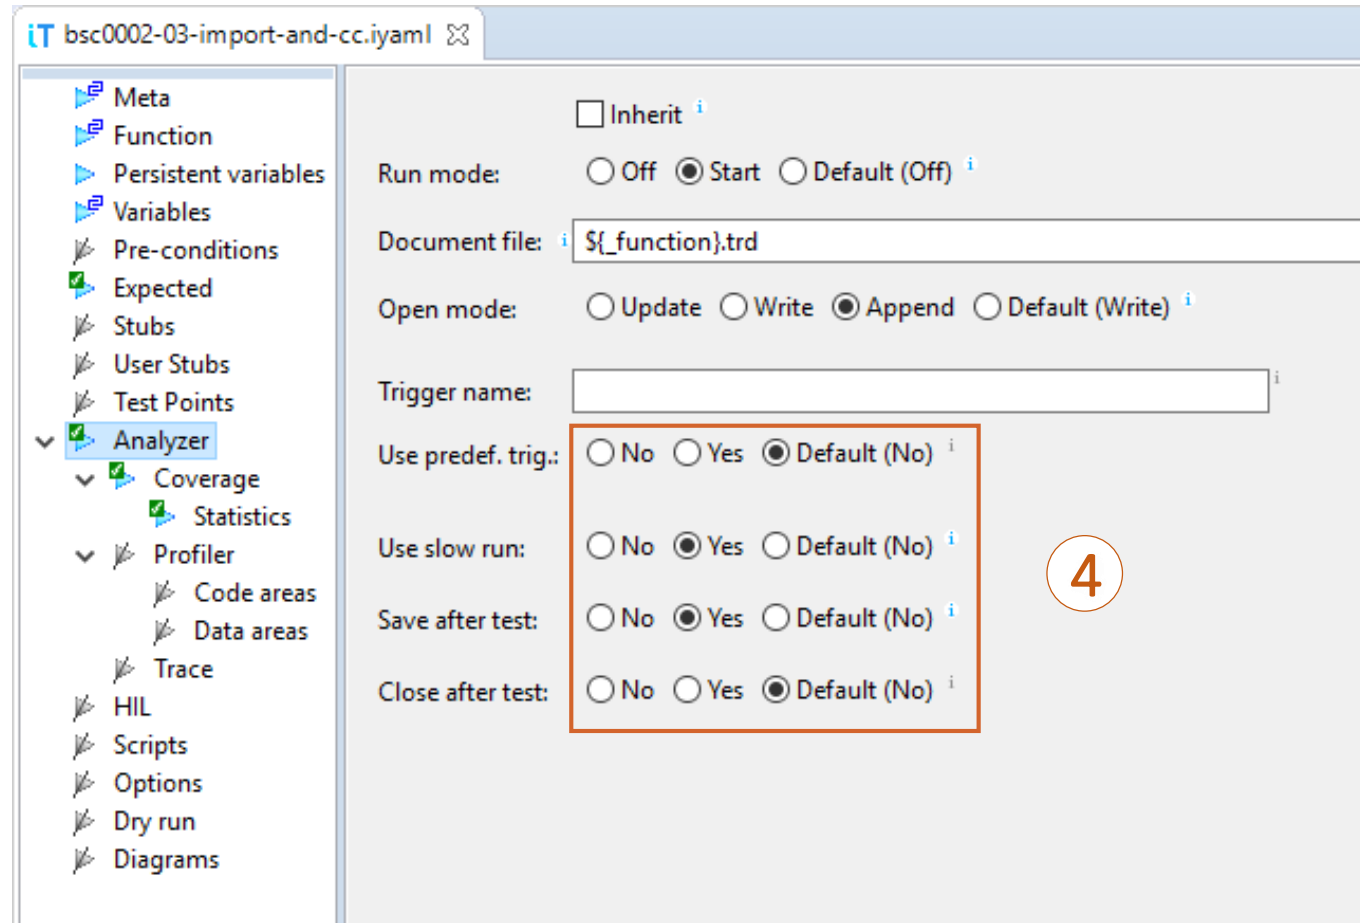 iT bsc0002-03-import-and-cc.iyaml
Meta
Function
Persistent variables
Variables
Pre-conditions
Expected
Stubs
User Stubs
Test Points
Analyzer
Coverage
Statistics
Profiler
Code areas
Data areas
Trace
HIL
Scripts
Options
Dry run
Diagrams
Inherit i
Run mode: Off Start Default (Off) i
Document file: i ${_function}.trd
Open mode: Update Write Append Default (Write) i
Trigger name: i
Use predef. trig.: No Yes Default (No) i
Use slow run: No Yes Default (No) i
Save after test: No Yes Default (No) i
Close after test: No Yes Default (No) i
4